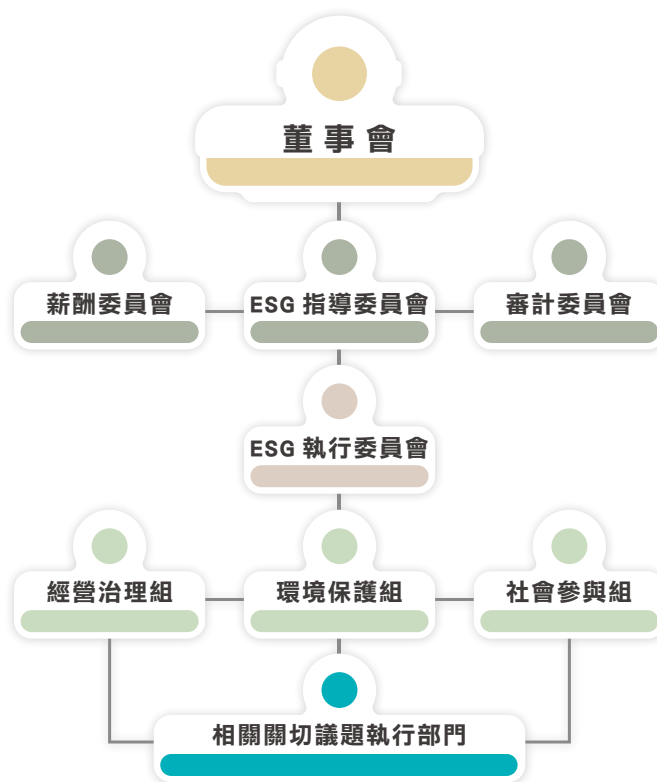 董事會
薪酬委員會
ESG 指導委員會
審計委員會
ESG 執行委員會
經營治理組
環境保護組
社會參與組
相關關切議題執行部門